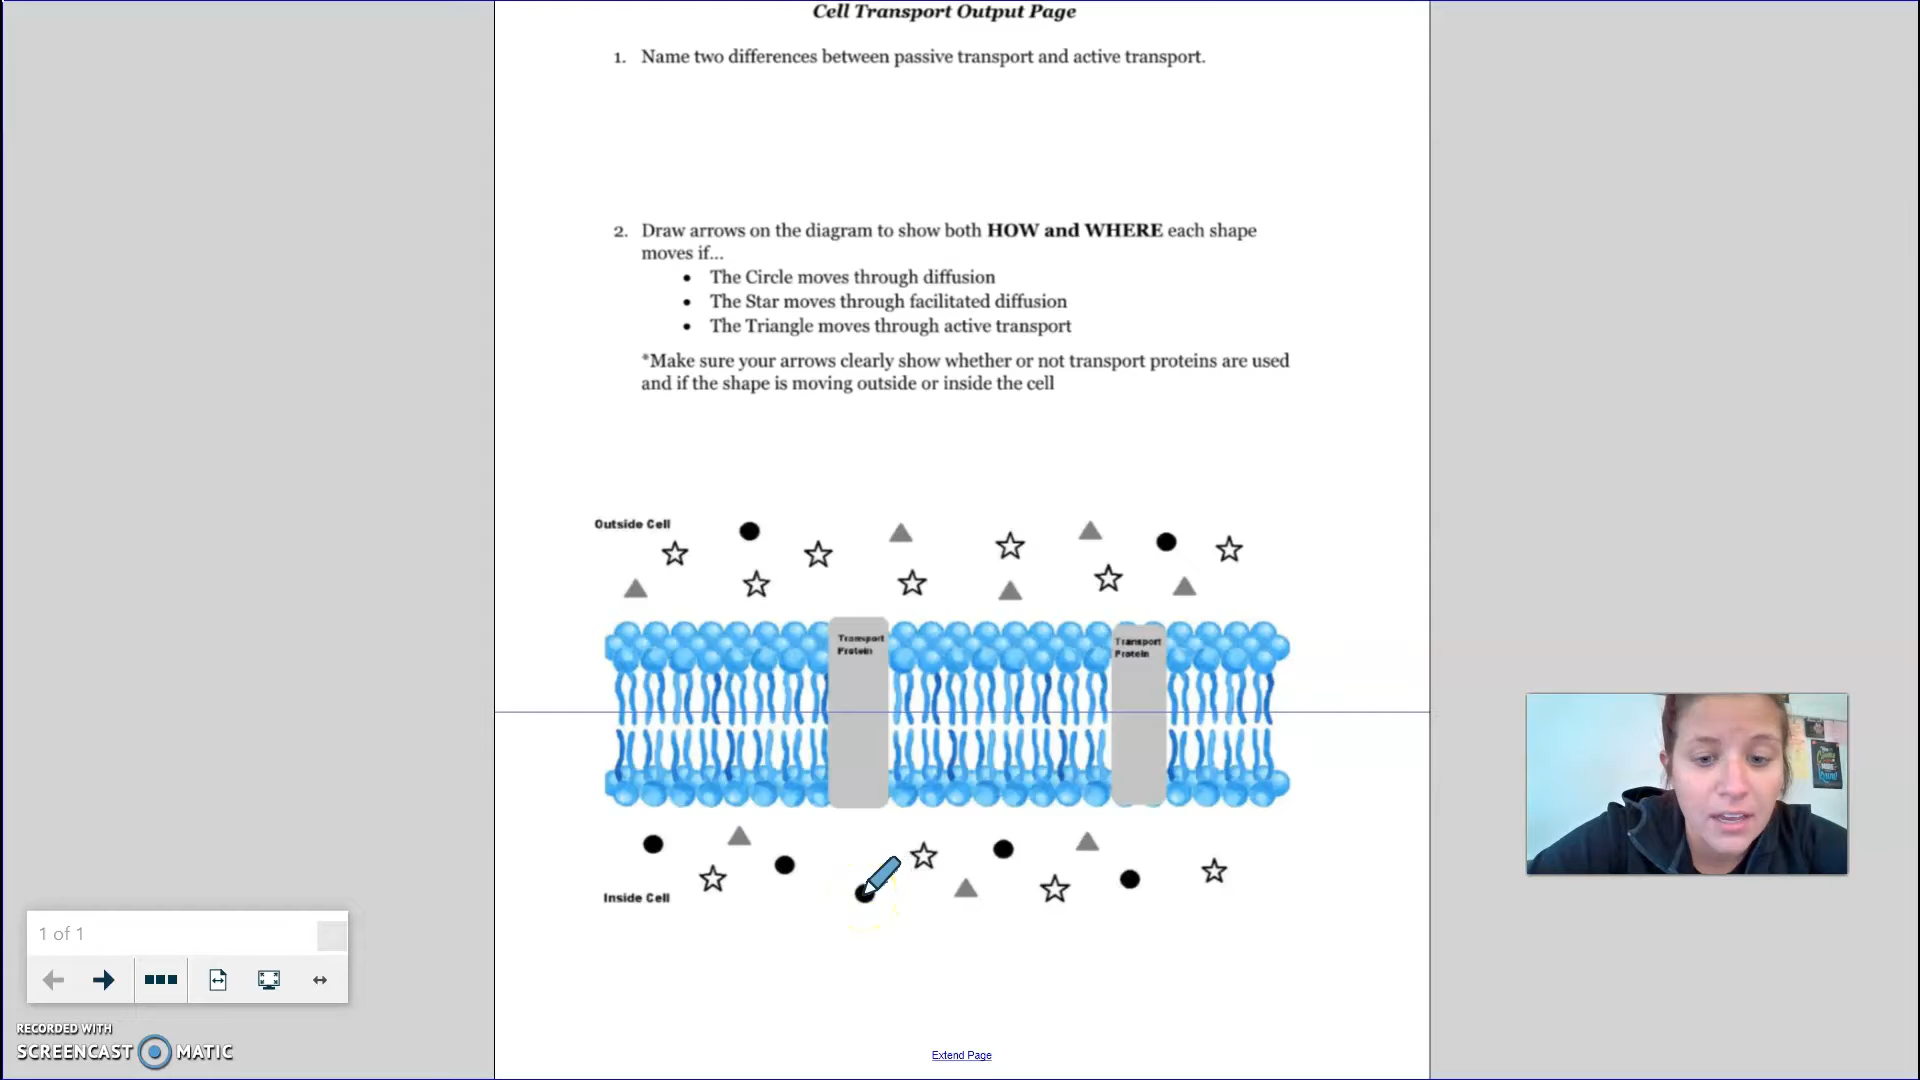 Cell Transport Output Page
1. Name two differences between passive transport and active transport.
2. Draw arrows on the diagram to show both HOW and WHERE each shape
moves if...
• The Circle moves through diffusion
• The Star moves through facilitated diffusion
• The Triangle moves through active transport
*Make sure your arrows clearly show whether or not transport proteins are used
and if the shape is moving outside or inside the cell
Outside Cell
Transport
Protein
Transport
Protein
Inside Cell
1 of 1
RECORDED WITH
SCREENCAST MATIC
Extend Page